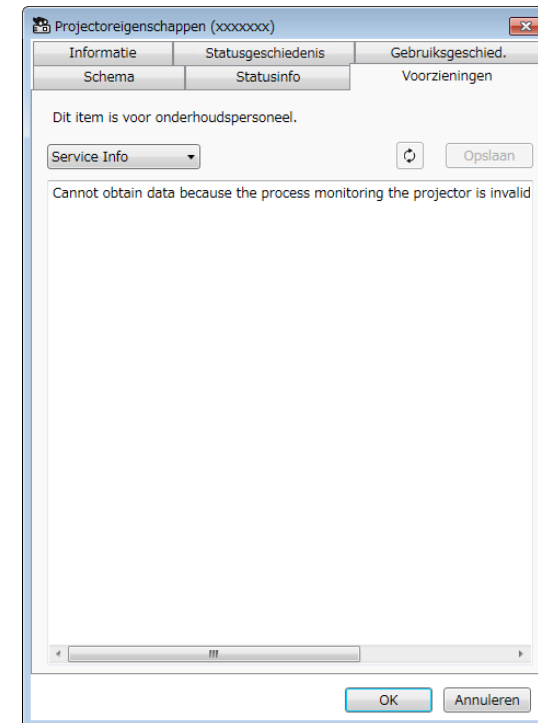 Projectoreigenschappen (xxxxxxx)
Informatie Statusgeschiedenis Gebruiksgeschied.
Schema Statusinfo Voorzieningen
Dit item is voor onderhoudspersoneel.
Service Info Opslaan
Cannot obtain data because the process monitoring the projector is invalid
OK Annuleren